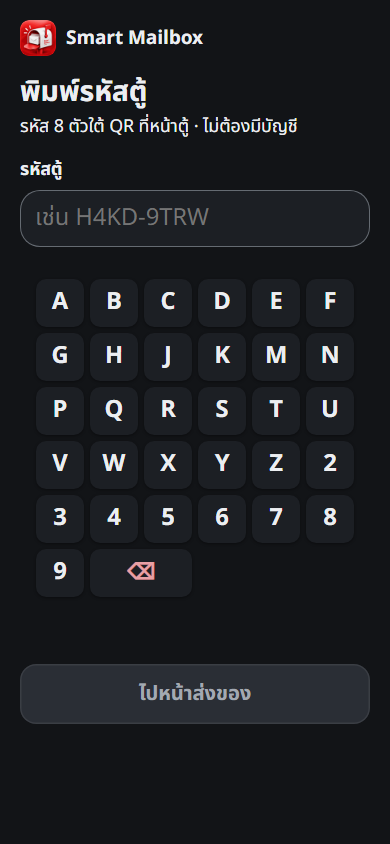 Smart Mailbox
พิมพ์รหัสตู้
รหัส 8 ตัวใต้ QR ที่หน้าตู้ · ไม่ต้องมีบัญชี
รหัสตู้
เช่น H4KD-9TRW
A B C D E F
G H J K M N
P Q R S T U
V W X Y Z 2
3 4 5 6 7 8
9 ⌫
ไปหน้าส่งของ